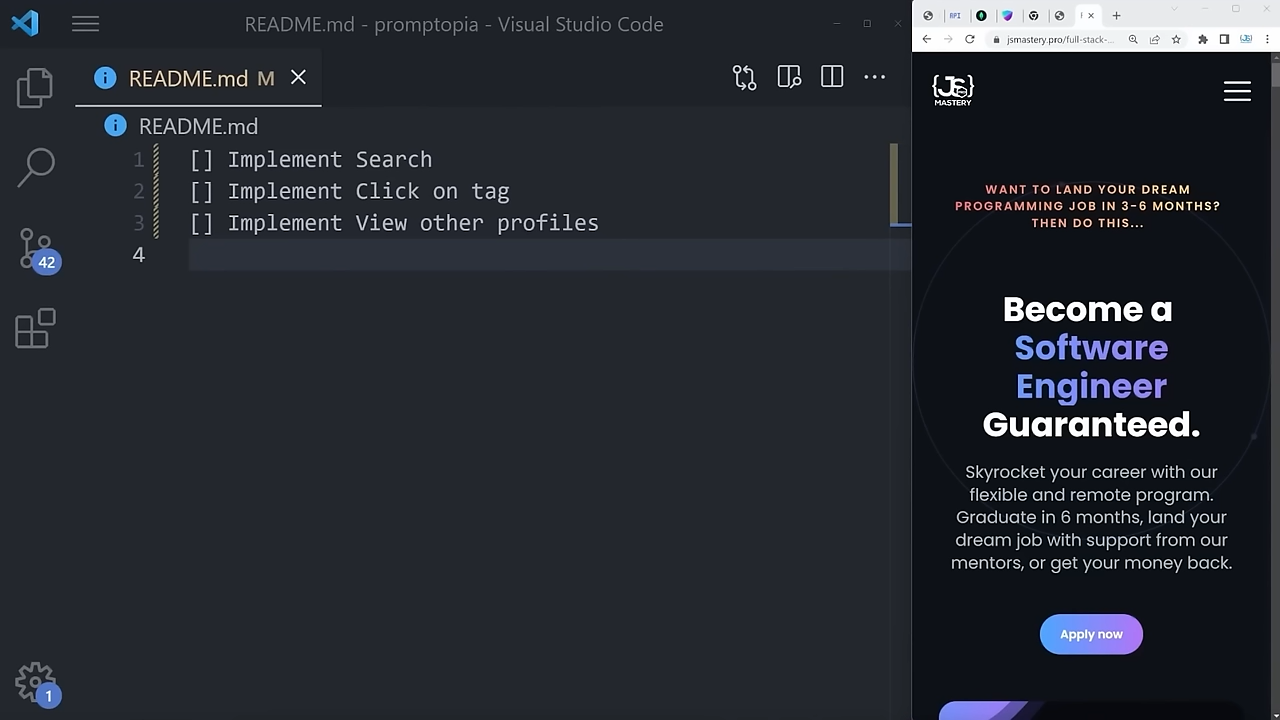 README.md - promptopia - Visual Studio Code
README.md M
README.md
1 [] Implement Search
2 [] Implement Click on tag
3 [] Implement View other profiles
4
42
1
API
jsmastery.pro/full-stack-...
{JS}
MASTERY
WANT TO LAND YOUR DREAM
PROGRAMMING JOB IN 3-6 MONTHS?
THEN DO THIS...
Become a
Software
Engineer
Guaranteed.
Skyrocket your career with our
flexible and remote program.
Graduate in 6 months, land your
dream job with support from our
mentors, or get your money back.
Apply now